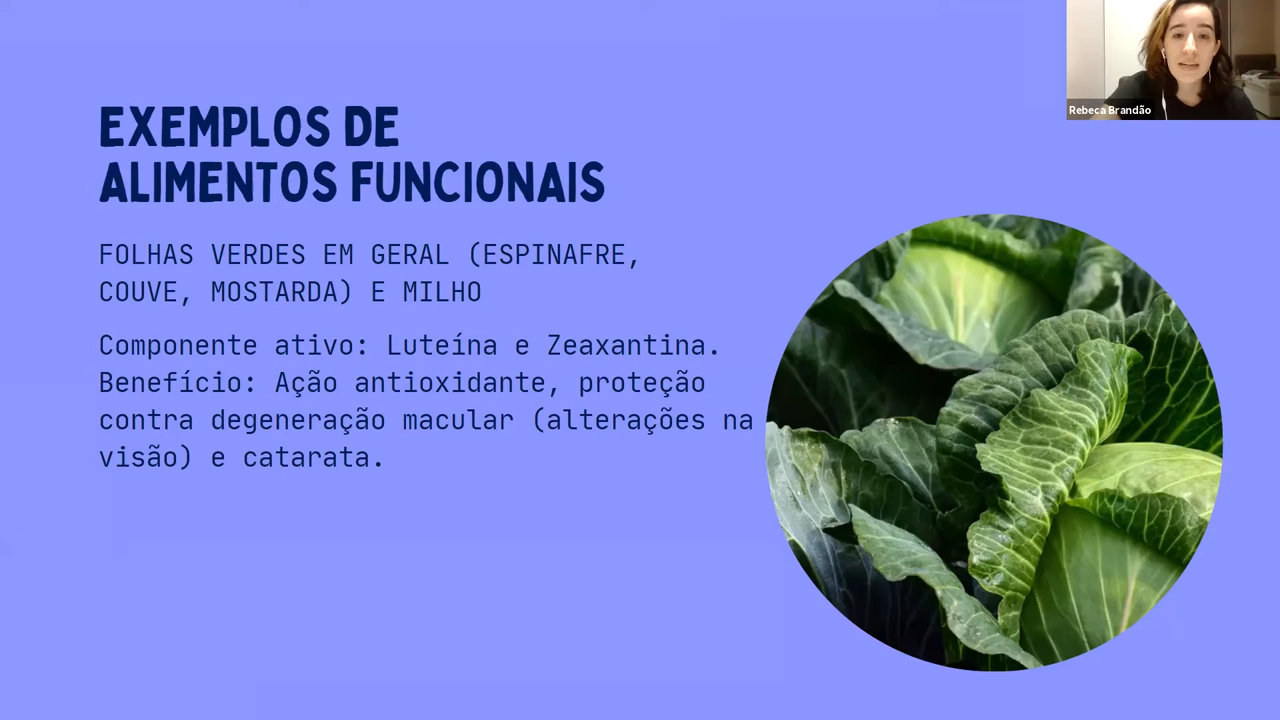 EXEMPLOS DE
ALIMENTOS FUNCIONAIS
FOLHAS VERDES EM GERAL (ESPINAFRE,
COUVE, MOSTARDA) E MILHO
Componente ativo: Luteína e Zeaxantina.
Benefício: Ação antioxidante, proteção
contra degeneração macular (alterações na
visão) e catarata.
Rebeca Brandão